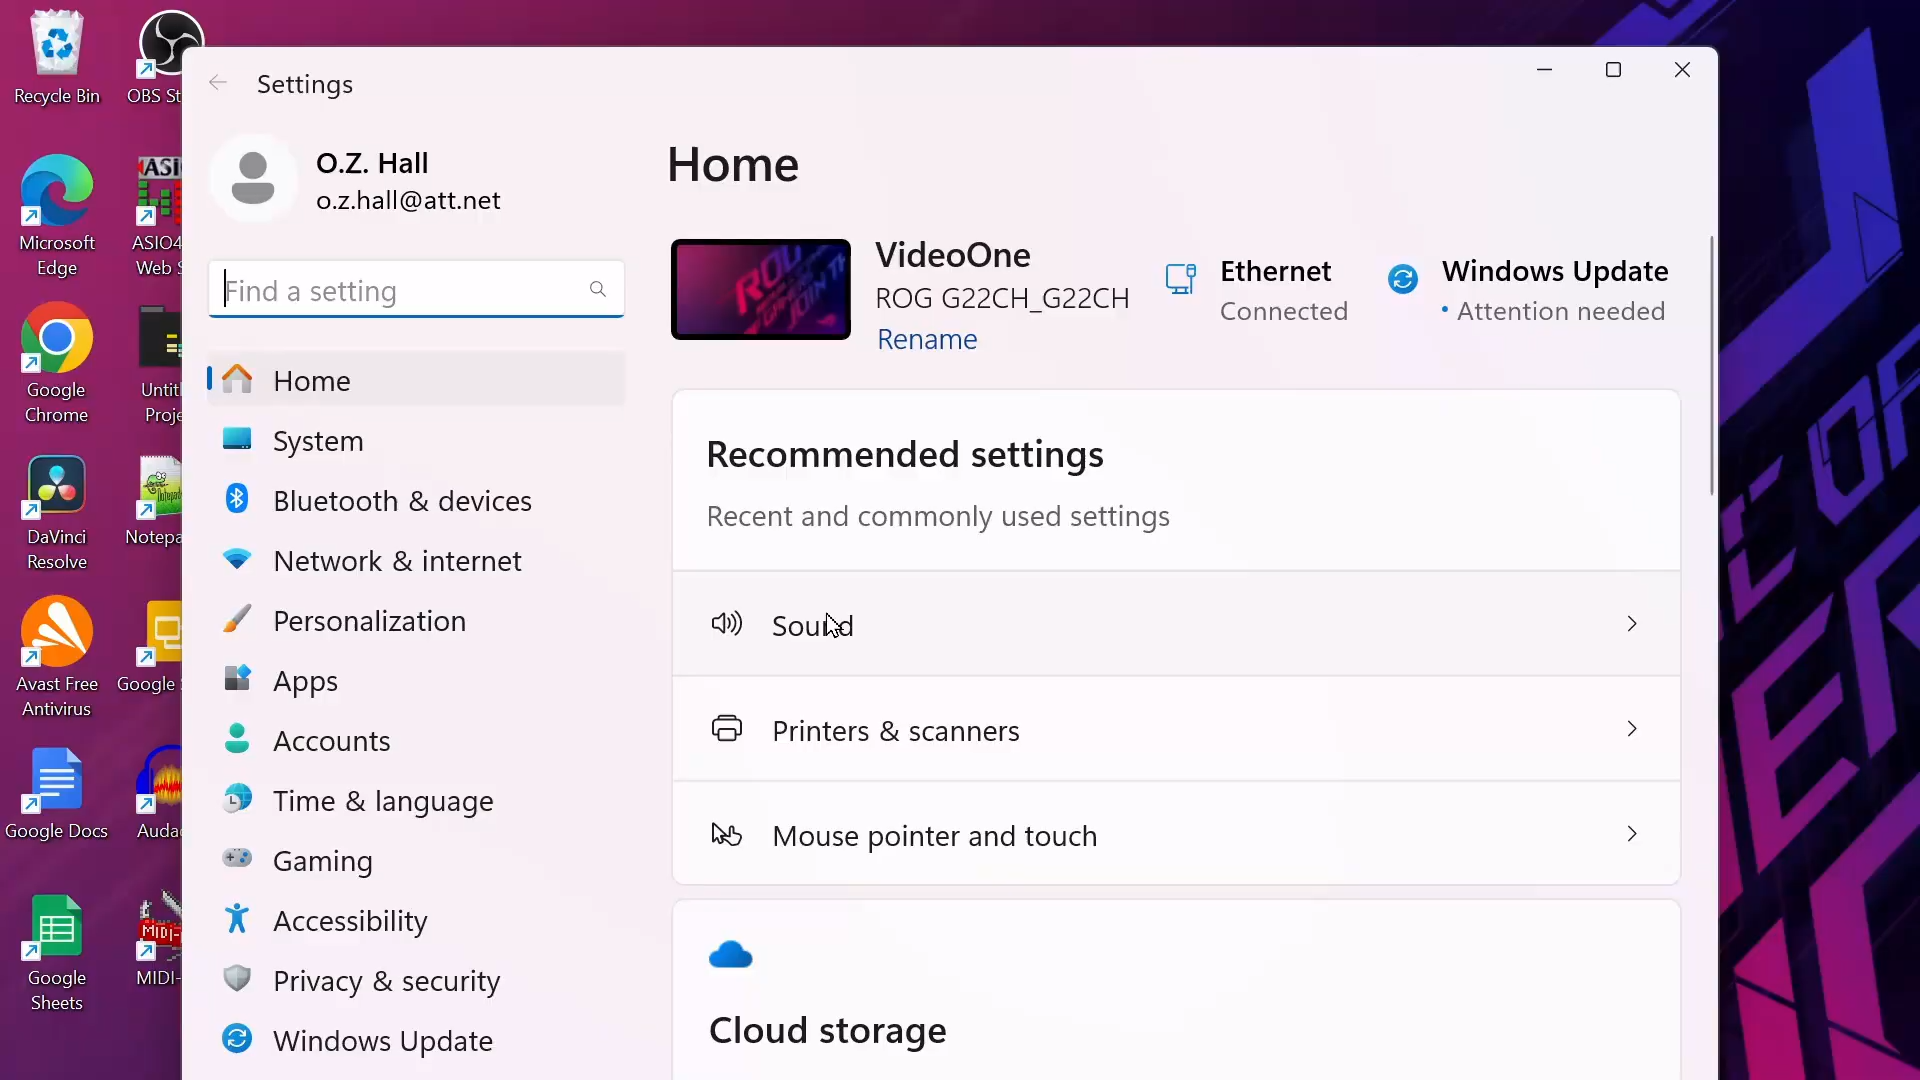 Recycle Bin
OBS St
Settings
O.Z. Hall
o.z.hall@att.net
Find a setting
Home
System
Bluetooth & devices
Network & internet
Personalization
Apps
Accounts
Time & language
Gaming
Accessibility
Privacy & security
Windows Update
Home
VideoOne
ROG G22CH_G22CH
Rename
Ethernet
Connected
Windows Update
• Attention needed
Recommended settings
Recent and commonly used settings
Sound
Printers & scanners
Mouse pointer and touch
Cloud storage
Microsoft
Edge
ASIO4
Web S
Google
Chrome
Untit
Proje
DaVinci
Resolve
Notepa
Avast Free
Antivirus
Google
Google Docs
Audac
Google
Sheets
MIDI-